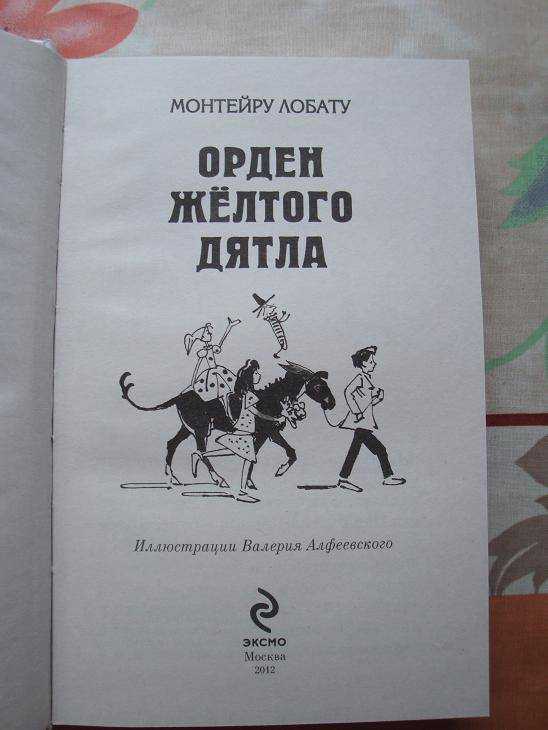 МОНТЕЙРУ ЛОБАТУ
ОРДЕН
ЖЁЛТОГО
ДЯТЛА
Иллюстрации Валерия Алфеевского
ЭКСМО
Москва
2012